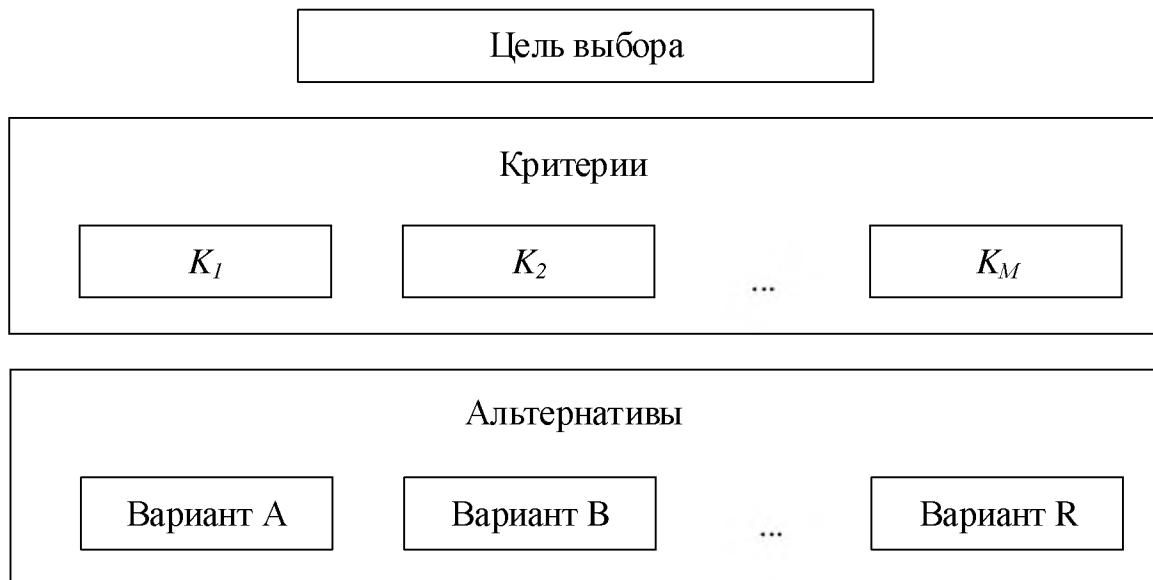 Цель выбора
Критерии
K1 K2 ... KM
Альтернативы
Вариант A Вариант B ... Вариант R